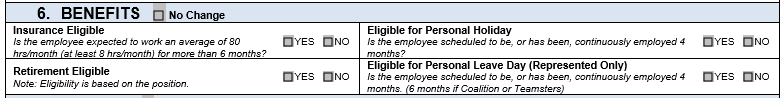 6. BENEFITS No Change
Insurance Eligible
Is the employee expected to work an average of 80
hrs/month (at least 8 hrs/month) for more than 6 months?
YES NO
Eligible for Personal Holiday
Is the employee scheduled to be, or has been, continuously employed 4
months?
YES NO
Retirement Eligible
Note: Eligibility is based on the position.
YES NO
Eligible for Personal Leave Day (Represented Only)
Is the employee scheduled to be, or has been, continuously employed 4
months. (6 months if Coalition or Teamsters)
YES NO